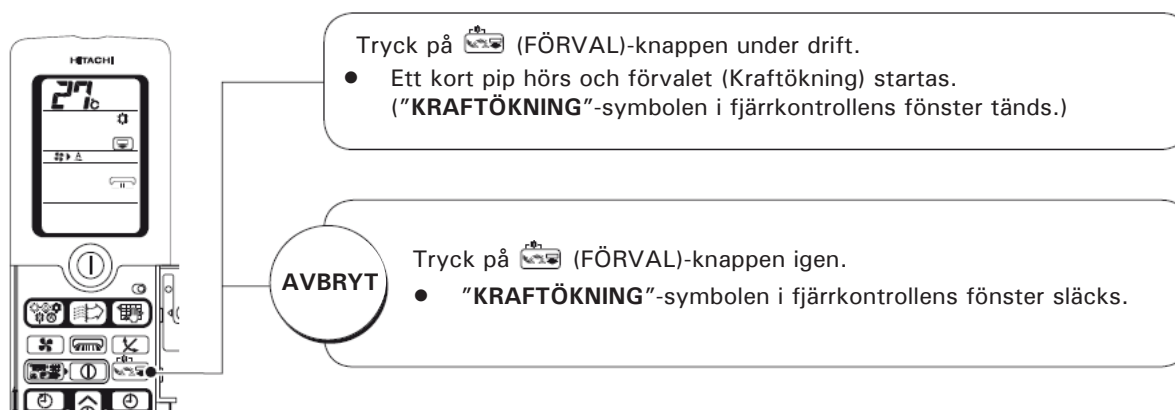 HITACHI
27c
A
Tryck på (FÖRVAL)-knappen under drift.
● Ett kort pip hörs och förvalet (Kraftökning) startas.
("KRAFTÖKNING"-symbolen i fjärrkontrollens fönster tänds.)
AVBRYT
Tryck på (FÖRVAL)-knappen igen.
● "KRAFTÖKNING"-symbolen i fjärrkontrollens fönster släcks.